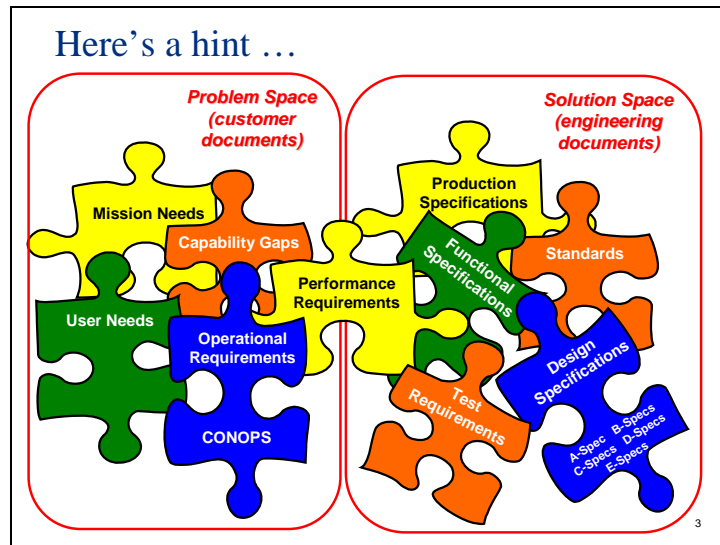 Here's a hint …
Problem Space
(customer
documents)
Mission Needs
Capability Gaps
User Needs
Operational
Requirements
CONOPS
Performance
Requirements
Solution Space
(engineering
documents)
Production
Specifications
Functional
Specifications
Standards
Design
Specifications
A-Spec B-Specs
C-Specs D-Specs
E-Specs
Test
Requirements
3